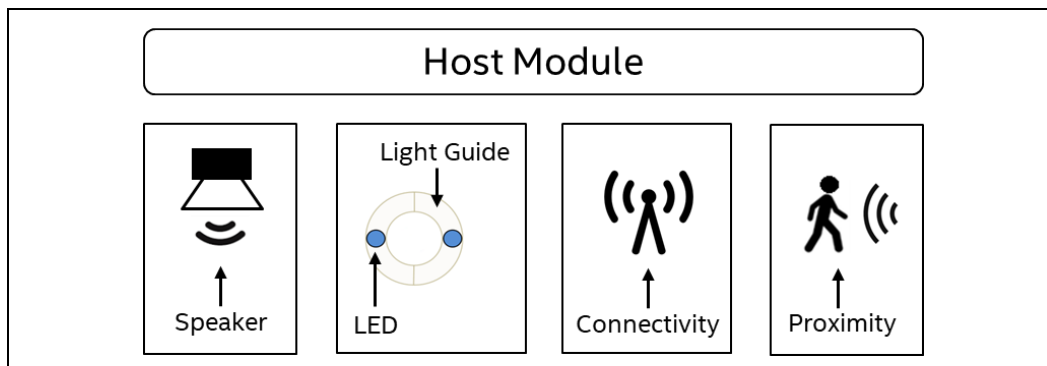 Host Module
Speaker
Light Guide
LED
Connectivity
Proximity